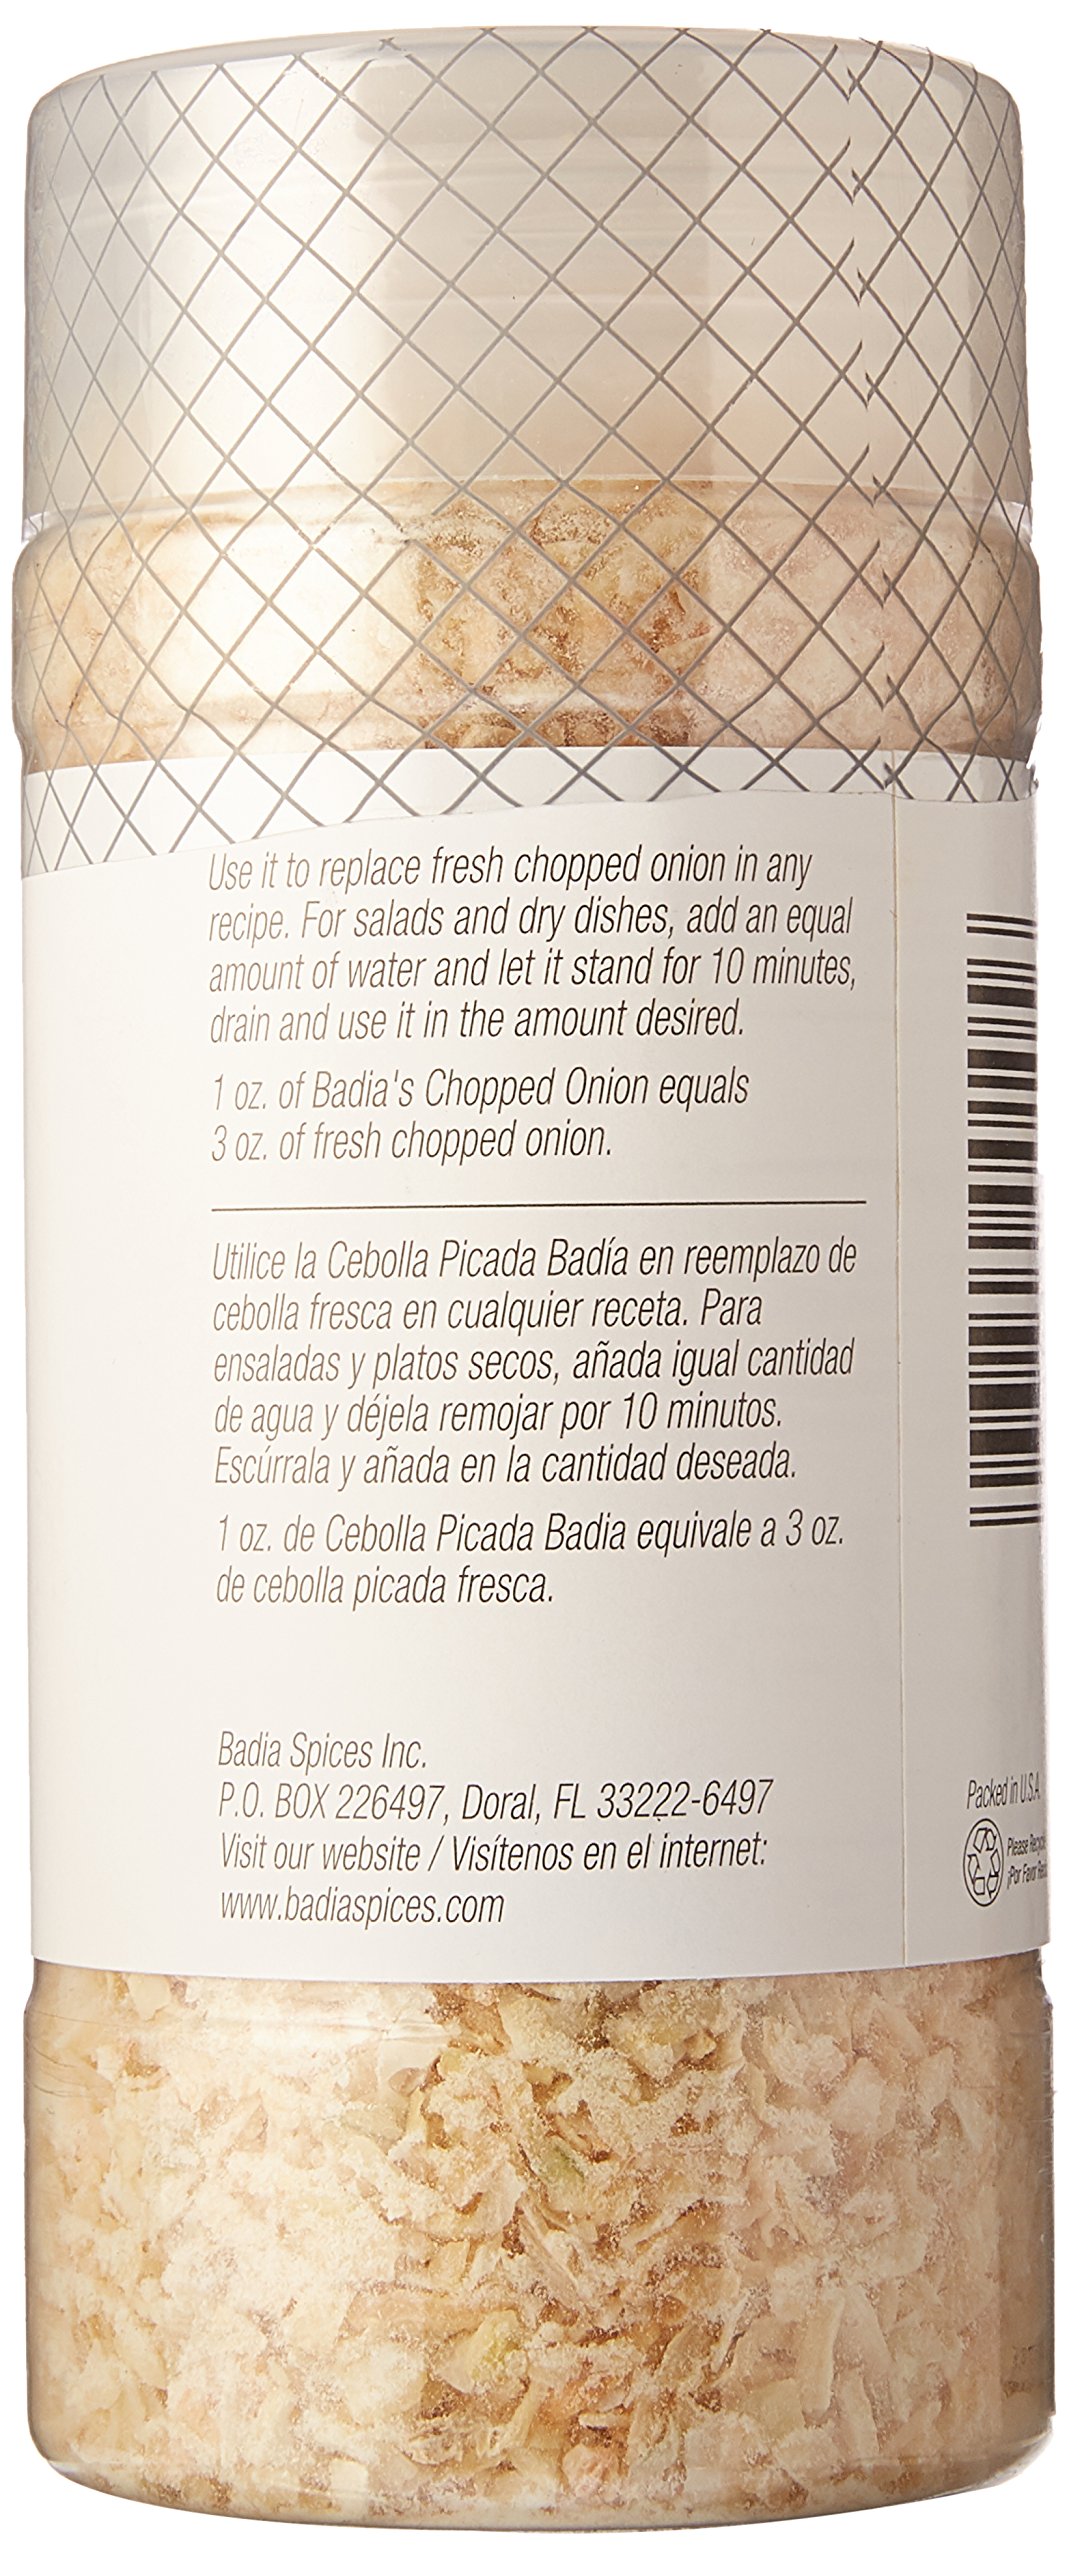 Use it to replace fresh chopped onion in any
recipe. For salads and dry dishes, add an equal
amount of water and let it stand for 10 minutes,
drain and use it in the amount desired.
1 oz. of Badia's Chopped Onion equals
3 oz. of fresh chopped onion.
Utilice la Cebolla Picada Badía en reemplazo de
cebolla fresca en cualquier receta. Para
ensaladas y platos secos, añada igual cantidad
de agua y déjela remojar por 10 minutos.
Escúrrala y añada en la cantidad deseada.
1 oz. de Cebolla Picada Badia equivale a 3 oz.
de cebolla picada fresca.
Badia Spices Inc.
P.O. BOX 226497, Doral, FL 33222-6497
Visit our website / Visítenos en el internet:
www.badiaspices.com
Packed in U.S.A.
Please
¡Por Favor